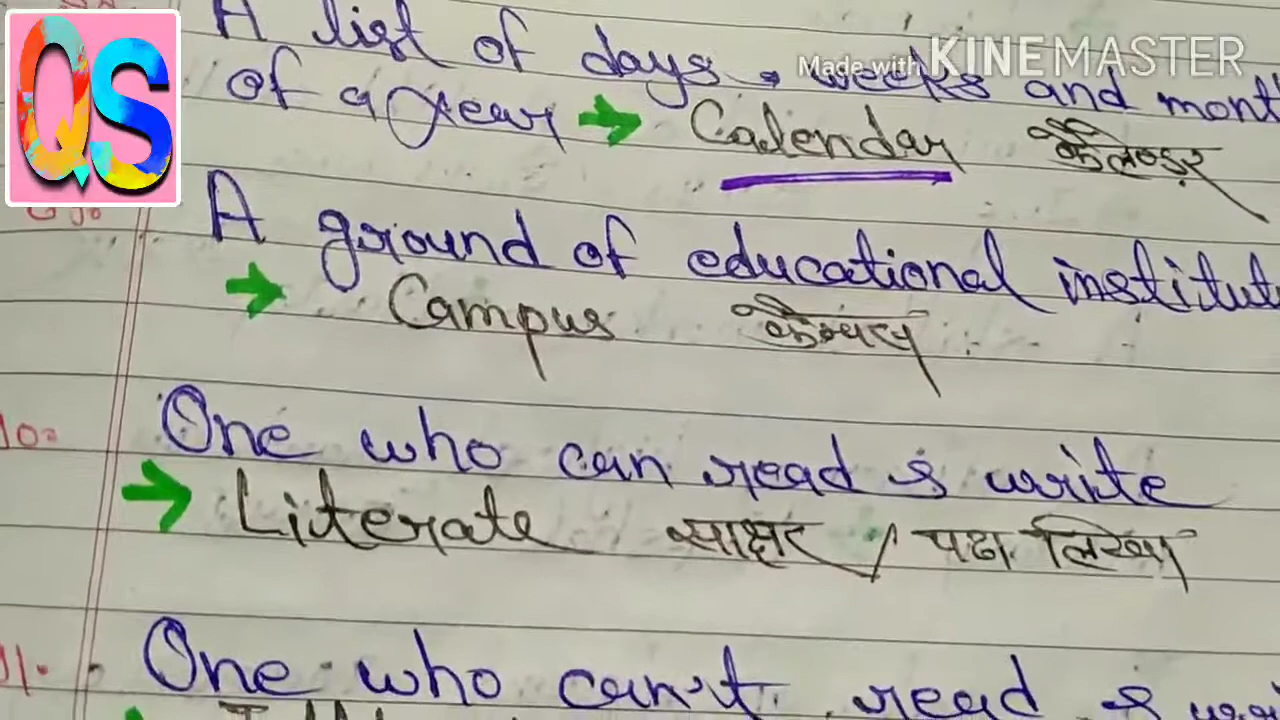 QS
Made with KINEMASTER
A list of days, weeks and mont
of a year → Calendar कैलेण्डर
A ground of educational institut
→ Campus कैम्पस
10. One who can read & write
→ Literate साक्षर / पढा लिखा
11. One who can't read & wri